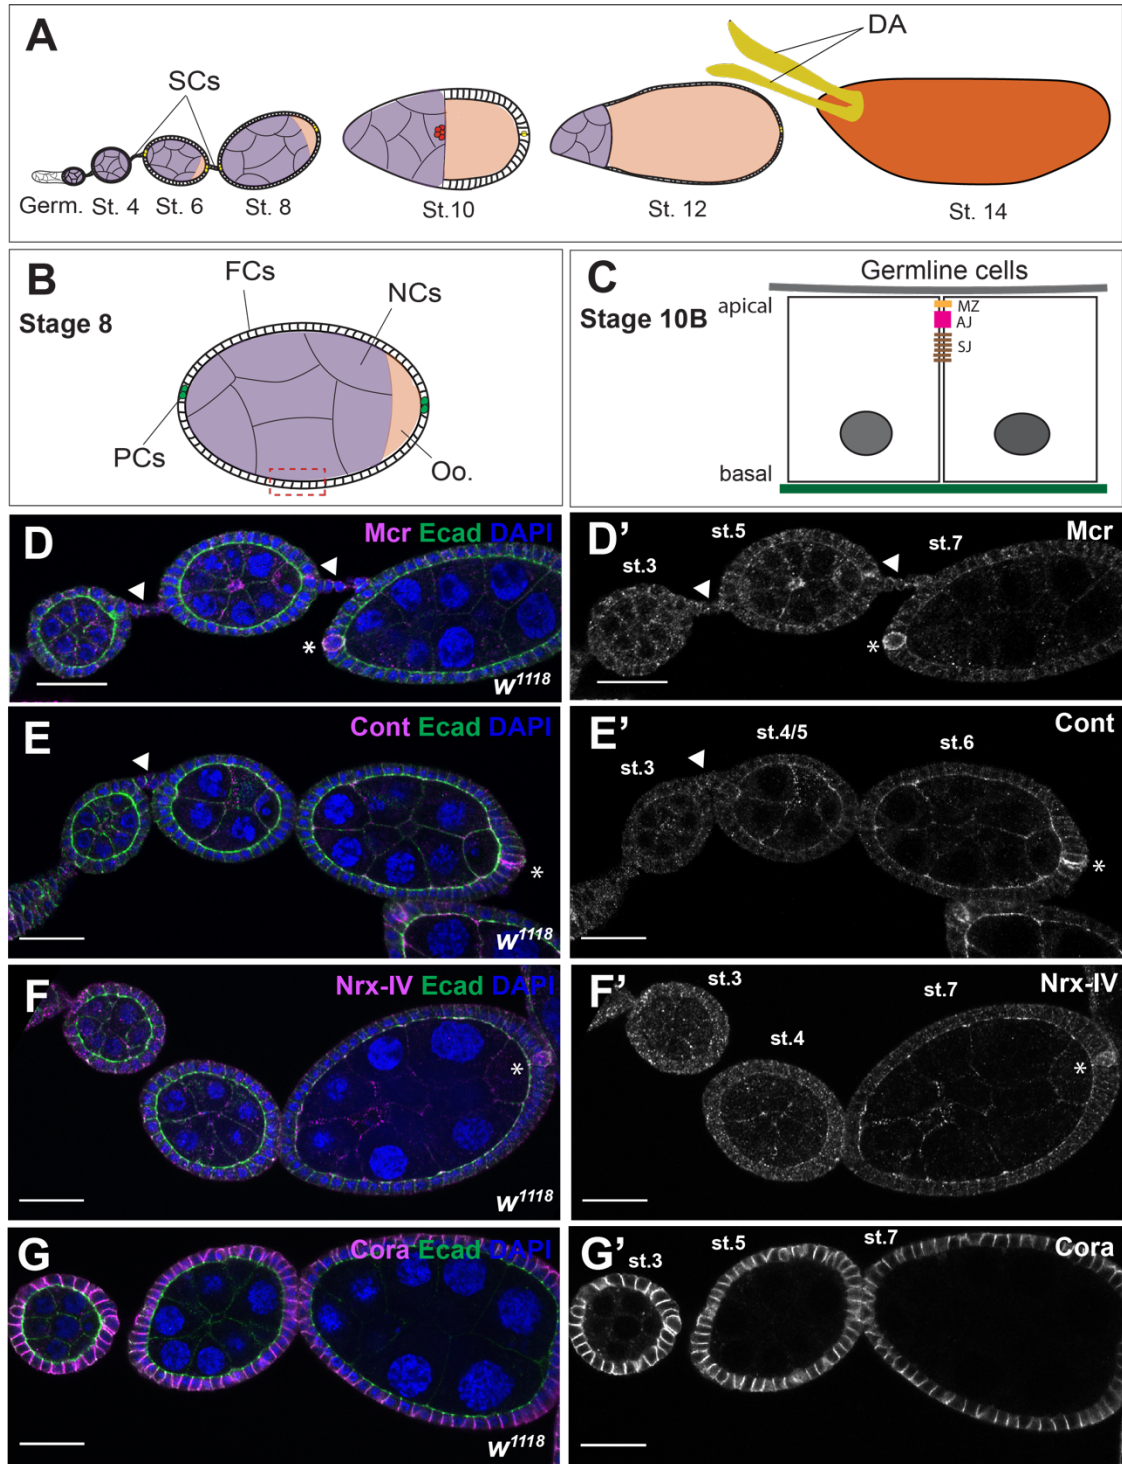 A
SCs
DA
Germ.
St. 4
St. 6
St. 8
St.10
St. 12
St. 14
B
Stage 8
FCs
NCs
PCs
Oo.
C
Stage 10B
Germline cells
apical
MZ
AJ
SJ
basal
D
Mcr Ecad DAPI
*
w1118
D'
st.3
st.5
st.7
Mcr
*
E
Cont Ecad DAPI
*
w1118
E'
st.3
st.4/5
st.6
Cont
*
F
Nrx-IV Ecad DAPI
*
w1118
F'
st.3
st.4
st.7
Nrx-IV
*
G
Cora Ecad DAPI
w1118
G'
st.3
st.5
st.7
Cora